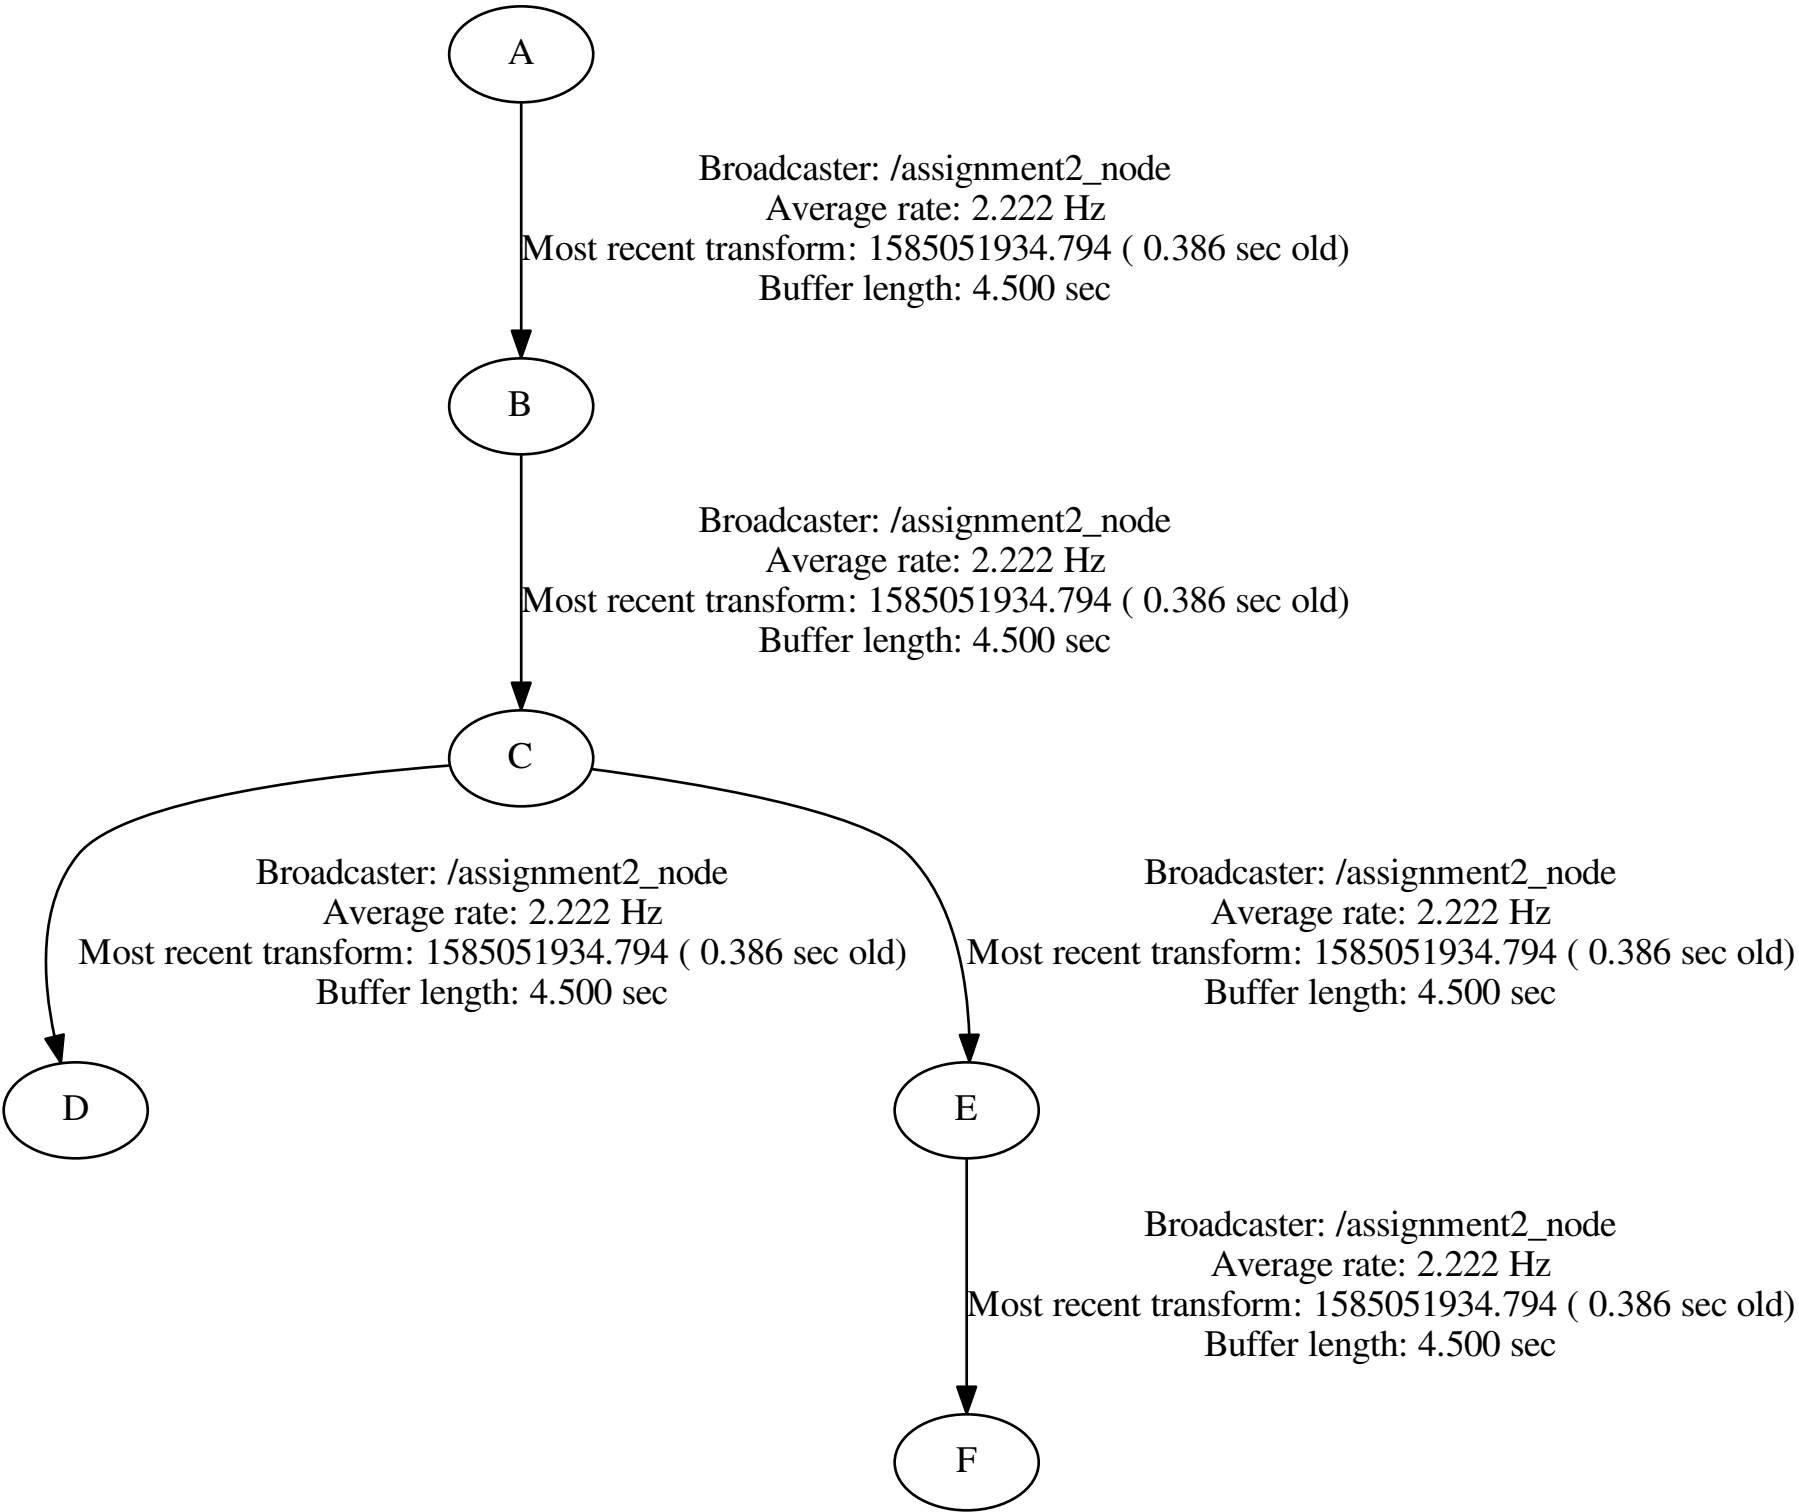 A
Broadcaster: /assignment2_node
Average rate: 2.222 Hz
Most recent transform: 1585051934.794 ( 0.386 sec old)
Buffer length: 4.500 sec
B
Broadcaster: /assignment2_node
Average rate: 2.222 Hz
Most recent transform: 1585051934.794 ( 0.386 sec old)
Buffer length: 4.500 sec
C
Broadcaster: /assignment2_node
Average rate: 2.222 Hz
Most recent transform: 1585051934.794 ( 0.386 sec old)
Buffer length: 4.500 sec
Broadcaster: /assignment2_node
Average rate: 2.222 Hz
Most recent transform: 1585051934.794 ( 0.386 sec old)
Buffer length: 4.500 sec
D
E
Broadcaster: /assignment2_node
Average rate: 2.222 Hz
Most recent transform: 1585051934.794 ( 0.386 sec old)
Buffer length: 4.500 sec
F